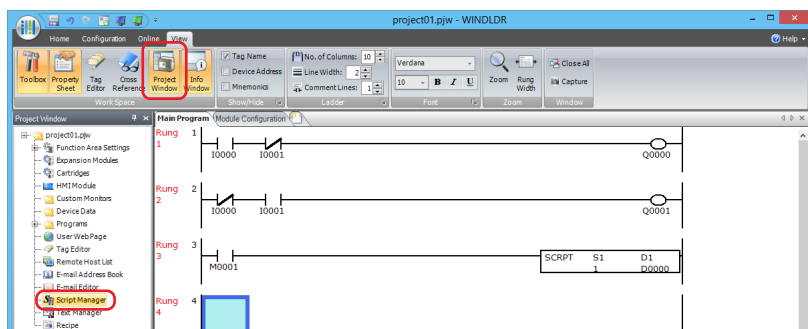 project01.pjw - WINDLDR
Home Configuration Online View Help
Toolbox Property Sheet Tag Editor Cross Reference Project Window Info Window
Work Space
Tag Name
Device Address
Mnemonics
Show/Hide
No. of Columns: 10
Line Width: 2
Comment Lines: 1
Ladder
Verdana
10 B I U
Font
Zoom Rung Width
Zoom
Close All
Capture
Window
Project Window
Main Program Module Configuration
project01.pjw
Function Area Settings
Expansion Modules
Cartridges
HMIModule
Custom Monitors
Device Data
Programs
User Web Page
Tag Editor
Remote Host List
E-mail Address Book
E-mail Editor
Script Manager
Text Manager
Recipe
Rung 1
1
I0000 I0001 Q0000
Rung 2
2
I0000 I0001 Q0001
Rung 3
3
M0001
SCRPT S1 D1
1 D0000
Rung 4
4